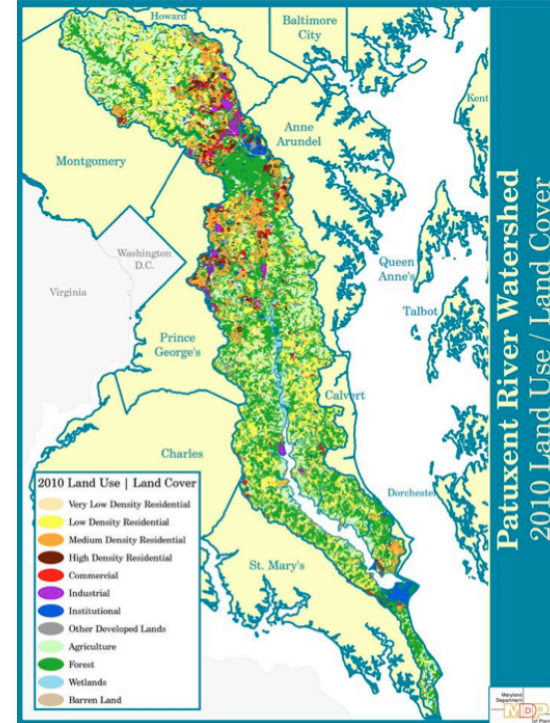 Howard
Baltimore
City
Kent
Anne
Arundel
Montgomery
Washington
D.C.
Queen
Anne's
Virginia
Talbot
Prince
George's
Calvert
Charles
Dorchester
St. Mary's
2010 Land Use | Land Cover
Very Low Density Residential
Low Density Residential
Medium Density Residential
High Density Residential
Commercial
Industrial
Institutional
Other Developed Lands
Agriculture
Forest
Wetlands
Barren Land
Patuxent River Watershed
2010 Land Use / Land Cover
Maryland
Department
MDP